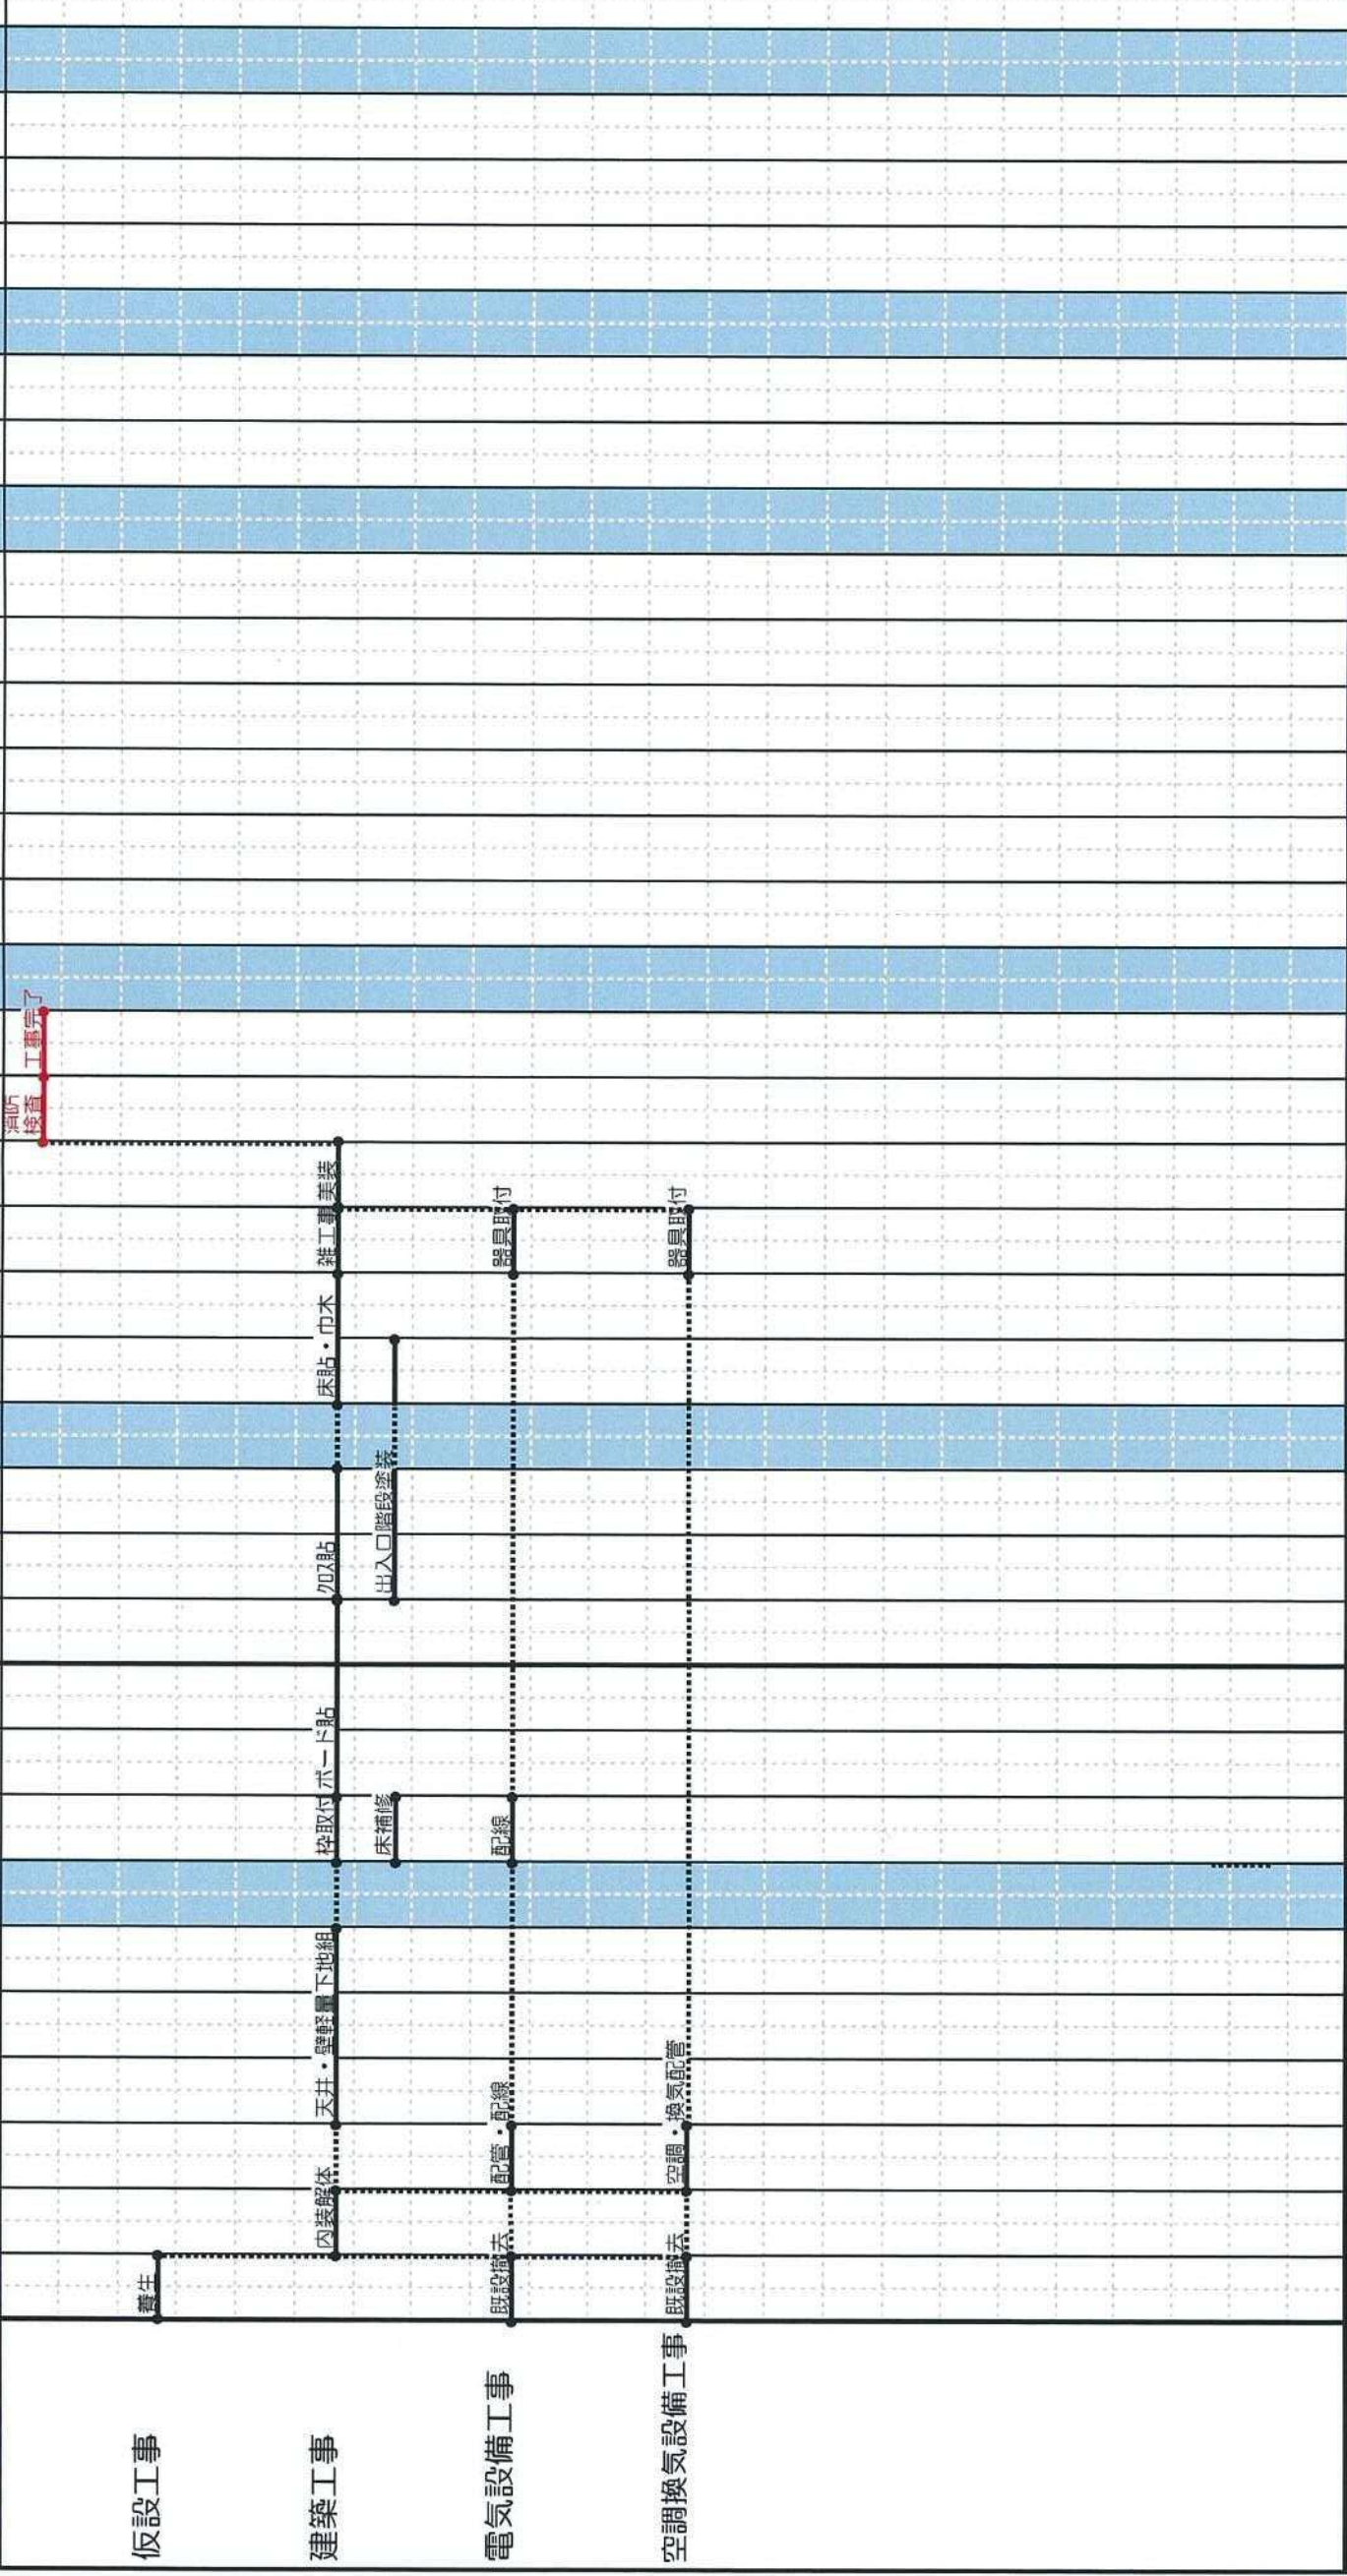 消防
検査 工事完了
仮設工事
養生
建築工事
内装解体 天井・壁軽量下地組 枠取付 ボード貼 クロス貼 床貼・巾木 雑工事 美装
床補修 出入口階段塗装
電気設備工事
既設撤去 配管・配線 配線 器具取付
空調換気設備工事
既設撤去 空調・換気配管 器具取付